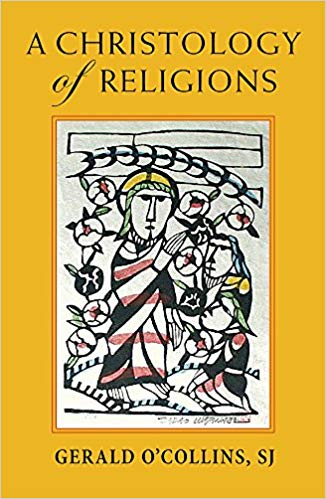 A CHRISTOLOGY
of RELIGIONS
GERALD O'COLLINS, SJ